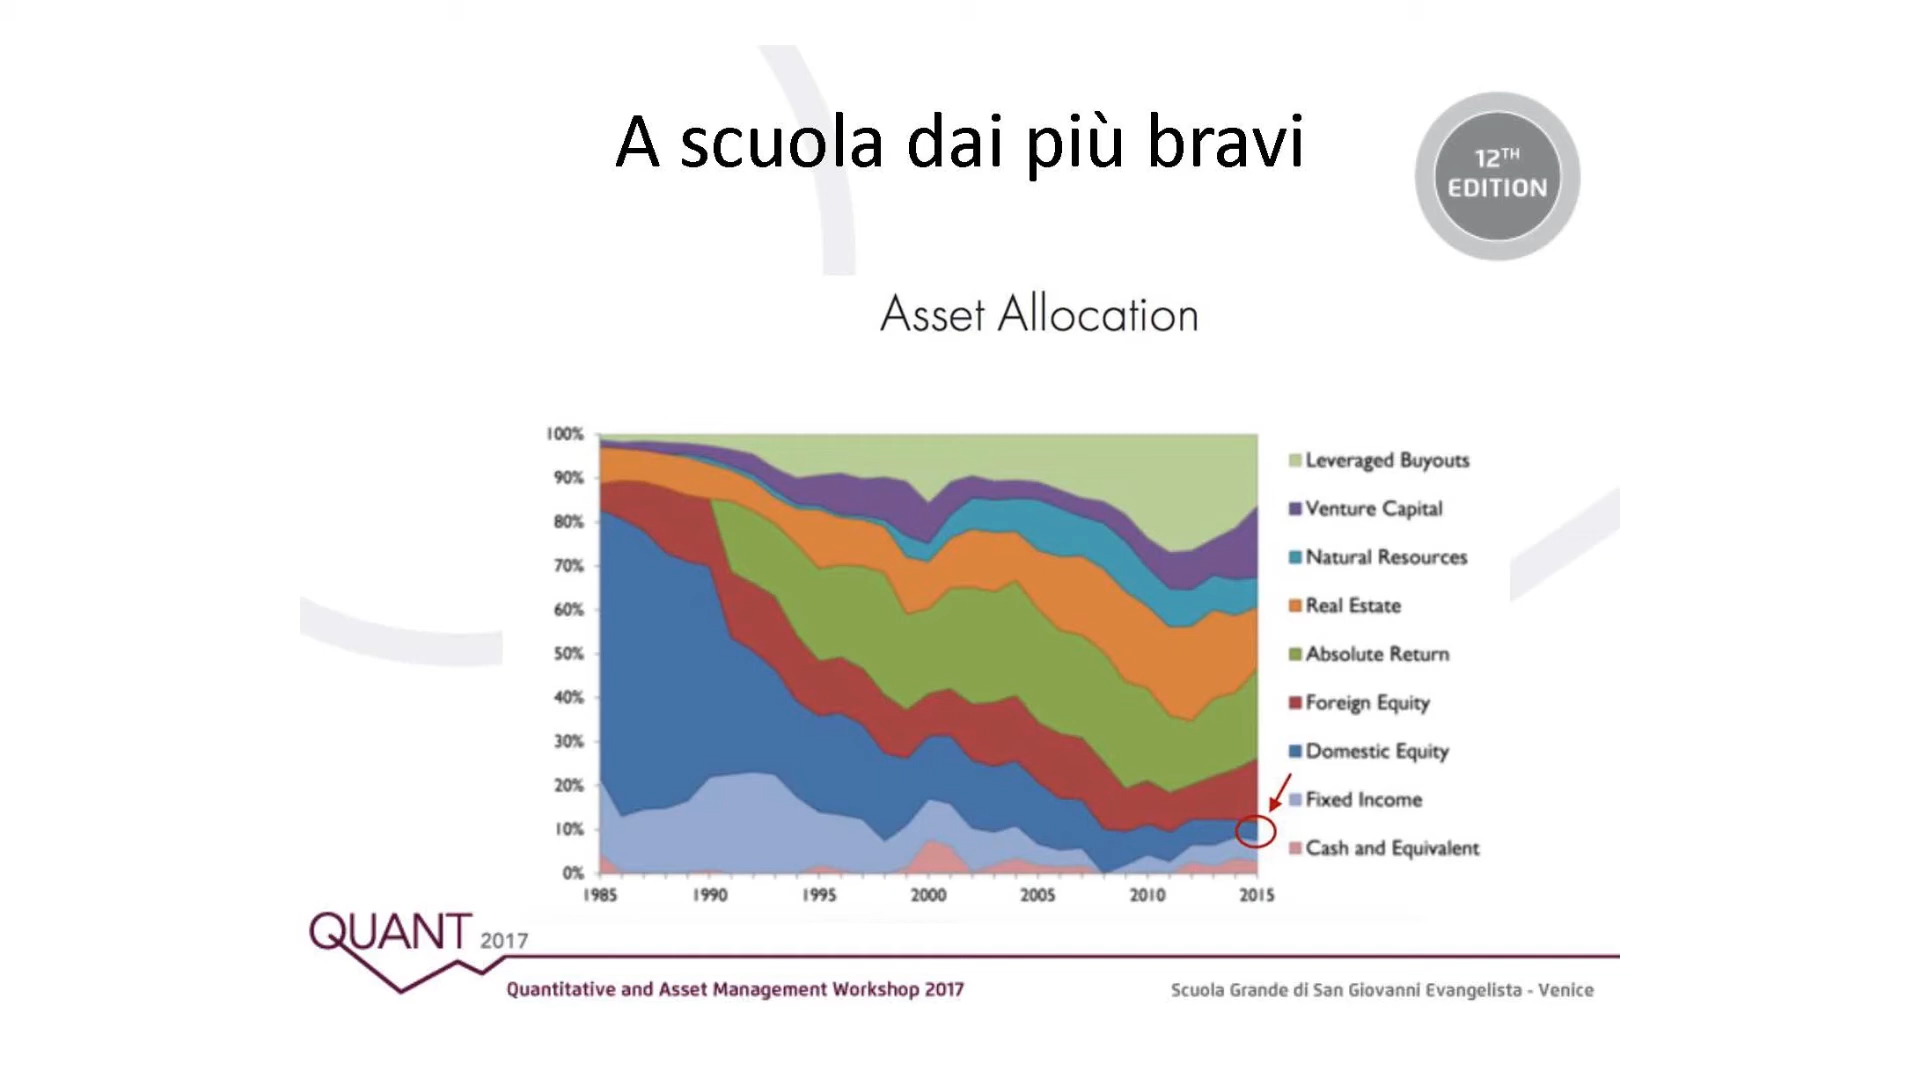 A scuola dai più bravi
12TH
EDITION
Asset Allocation
100%
90%
80%
70%
60%
50%
40%
30%
20%
10%
0%
1985 1990 1995 2000 2005 2010 2015
Leveraged Buyouts
Venture Capital
Natural Resources
Real Estate
Absolute Return
Foreign Equity
Domestic Equity
Fixed Income
Cash and Equivalent
QUANT 2017
Quantitative and Asset Management Workshop 2017
Scuola Grande di San Giovanni Evangelista - Venice